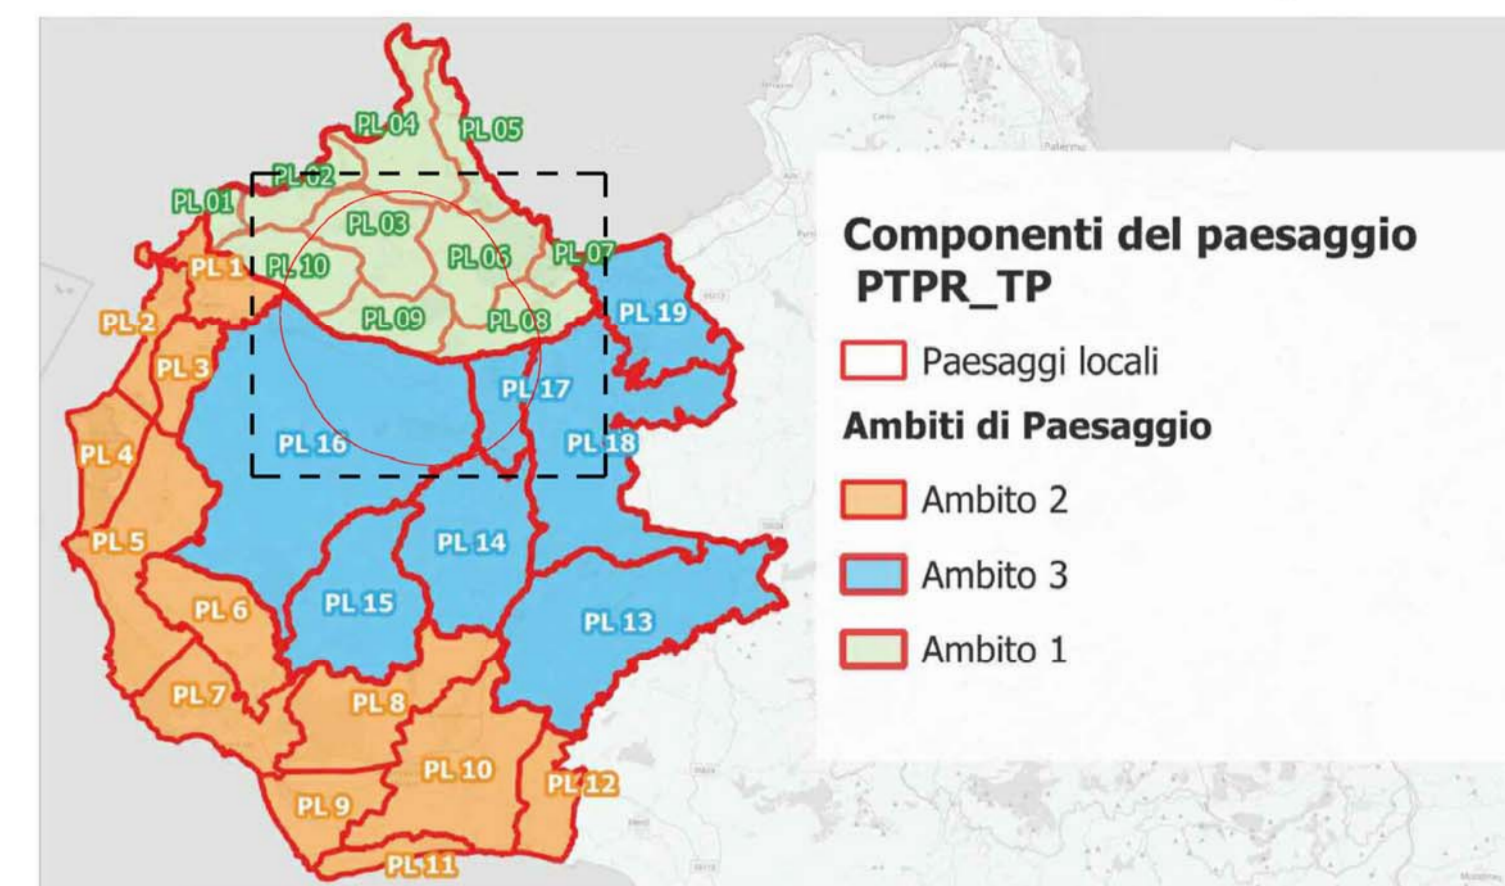 PL 04
PL 05
PL 02
PL 01
PL 03
PL 06
PL 07
PL 10
PL 1
PL 09
PL 08
PL 19
PL 2
PL 3
PL 17
PL 16
PL 18
PL 4
PL 5
PL 14
PL 15
PL 6
PL 13
PL 7
PL 8
PL 10
PL 12
PL 9
PL 11
Palermo
Componenti del paesaggio
PTPR_TP
Paesaggi locali
Ambiti di Paesaggio
Ambito 2
Ambito 3
Ambito 1